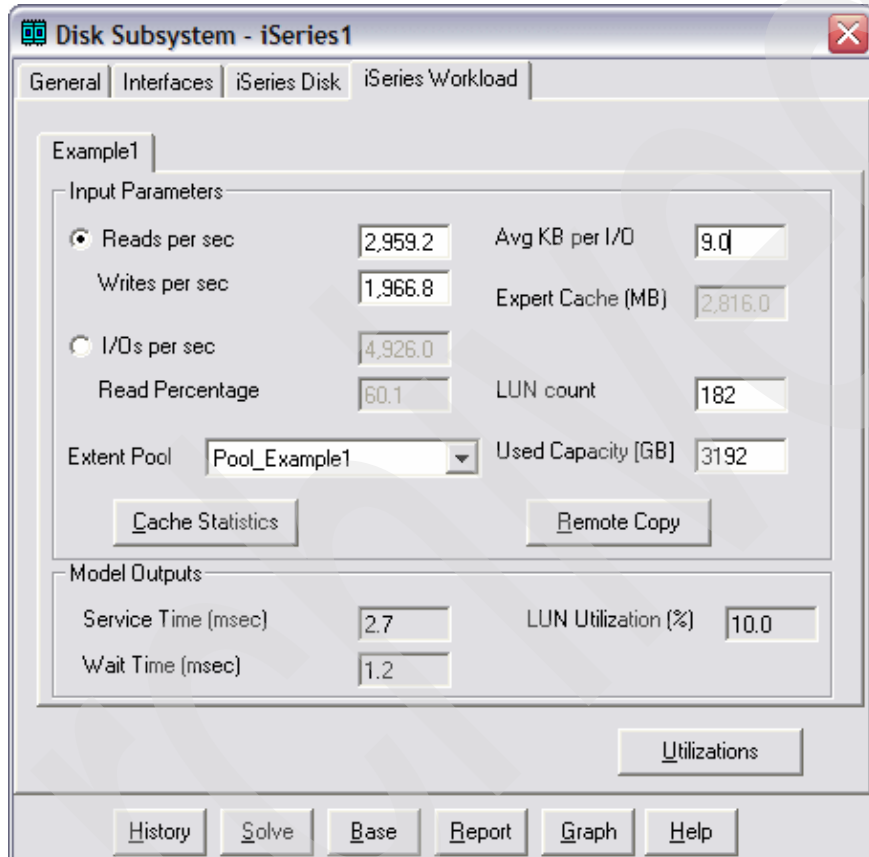 Disk Subsystem - iSeries1
General Interfaces iSeries Disk iSeries Workload
Example1
Input Parameters
Reads per sec 2,959.2 Avg KB per I/O 9.0
Writes per sec 1,966.8 Expert Cache (MB) 2,816.0
I/Os per sec 4,926.0
Read Percentage 60.1 LUN count 182
Extent Pool Pool_Example1 Used Capacity [GB] 3192
Cache Statistics Remote Copy
Model Outputs
Service Time (msec) 2.7 LUN Utilization (%) 10.0
Wait Time (msec) 1.2
Utilizations
History Solve Base Report Graph Help